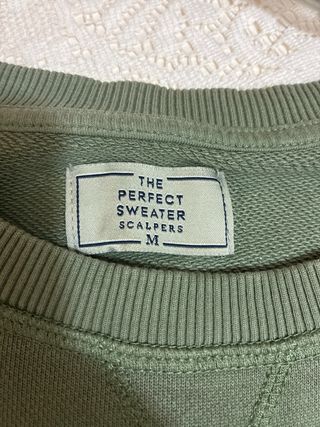 THE
PERFECT
SWEATER
SCALPERS
M